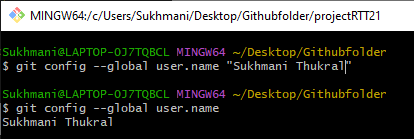 MINGW64:/c/Users/Sukhmani/Desktop/Githubfolder/projectRTT21
Sukhmani@LAPTOP-OJ7TQBCL MINGW64 ~/Desktop/Githubfolder
$ git config --global user.name "Sukhmani Thukral"
Sukhmani@LAPTOP-OJ7TQBCL MINGW64 ~/Desktop/Githubfolder
$ git config --global user.name
Sukhmani Thukral